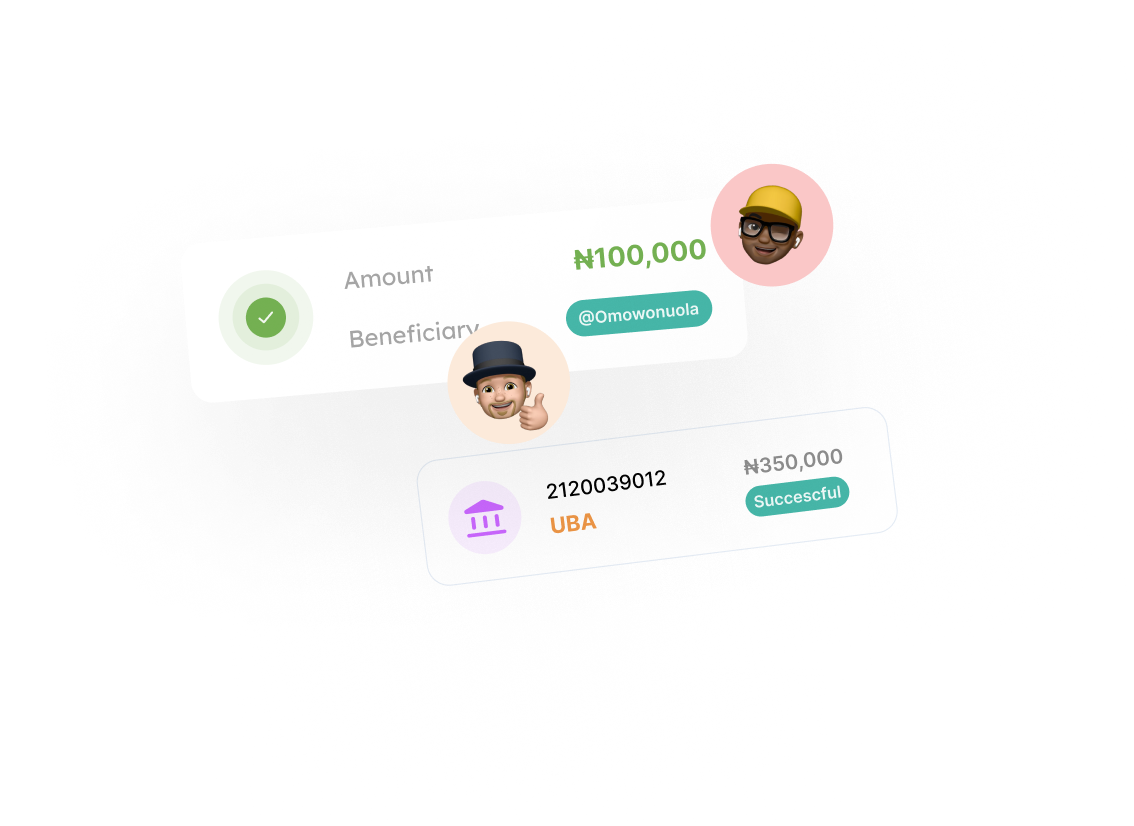 Amount
₦100,000
Beneficiary
@Omowonuola
2120039012
₦350,000
UBA
Succescful